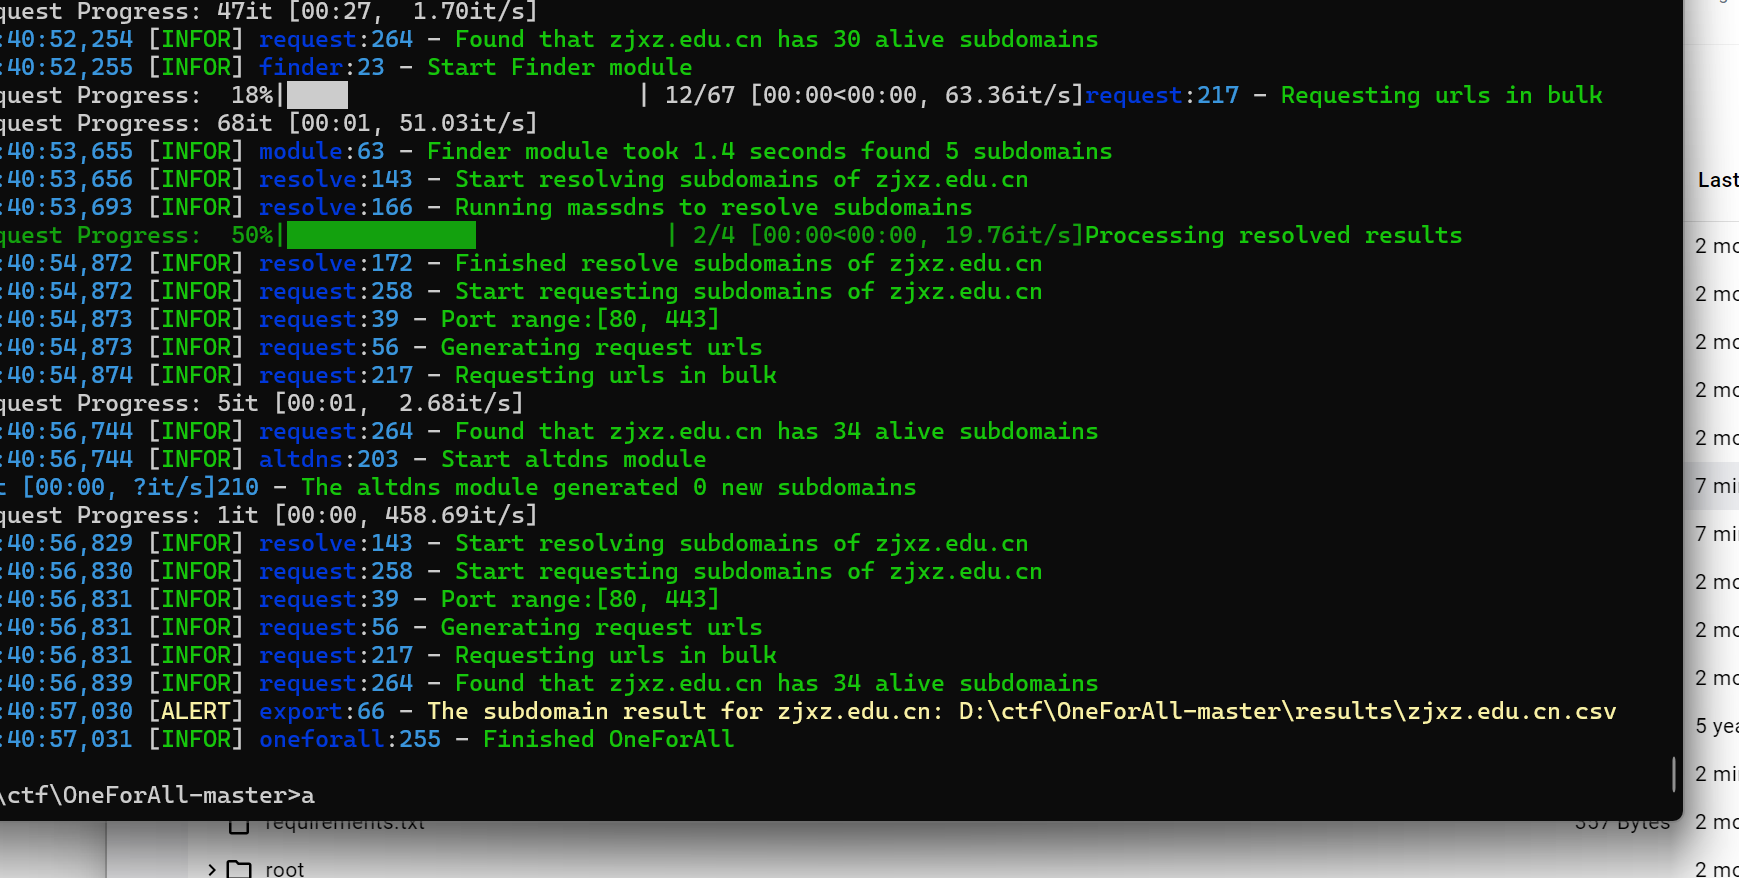 quest Progress: 47it [00:27,  1.70it/s]
:40:52,254 [INFOR] request:264 - Found that zjxz.edu.cn has 30 alive subdomains
:40:52,255 [INFOR] finder:23 - Start Finder module
quest Progress:  18%| | 12/67 [00:00<00:00, 63.36it/s]request:217 - Requesting urls in bulk
quest Progress: 68it [00:01, 51.03it/s]
:40:53,655 [INFOR] module:63 - Finder module took 1.4 seconds found 5 subdomains
:40:53,656 [INFOR] resolve:143 - Start resolving subdomains of zjxz.edu.cn
Last
:40:53,693 [INFOR] resolve:166 - Running massdns to resolve subdomains
quest Progress:  50%| | 2/4 [00:00<00:00, 19.76it/s]Processing resolved results
2 mo
:40:54,872 [INFOR] resolve:172 - Finished resolve subdomains of zjxz.edu.cn
:40:54,872 [INFOR] request:258 - Start requesting subdomains of zjxz.edu.cn
2 mo
:40:54,873 [INFOR] request:39 - Port range:[80, 443]
:40:54,873 [INFOR] request:56 - Generating request urls
2 mo
:40:54,874 [INFOR] request:217 - Requesting urls in bulk
2 mo
quest Progress: 5it [00:01,  2.68it/s]
:40:56,744 [INFOR] request:264 - Found that zjxz.edu.cn has 34 alive subdomains
2 mo
:40:56,744 [INFOR] altdns:203 - Start altdns module
t [00:00, ?it/s]210 - The altdns module generated 0 new subdomains
7 mi
quest Progress: 1it [00:00, 458.69it/s]
7 mi
:40:56,829 [INFOR] resolve:143 - Start resolving subdomains of zjxz.edu.cn
:40:56,830 [INFOR] request:258 - Start requesting subdomains of zjxz.edu.cn
2 mo
:40:56,831 [INFOR] request:39 - Port range:[80, 443]
:40:56,831 [INFOR] request:56 - Generating request urls
2 mo
:40:56,831 [INFOR] request:217 - Requesting urls in bulk
2 mo
:40:56,839 [INFOR] request:264 - Found that zjxz.edu.cn has 34 alive subdomains
:40:57,030 [ALERT] export:66 - The subdomain result for zjxz.edu.cn: D:\ctf\OneForAll-master\results\zjxz.edu.cn.csv
5 yea
:40:57,031 [INFOR] oneforall:255 - Finished OneForAll
2 mi
\ctf\OneForAll-master>a
requirements.txt
357 Bytes
2 mo
root
2 mo